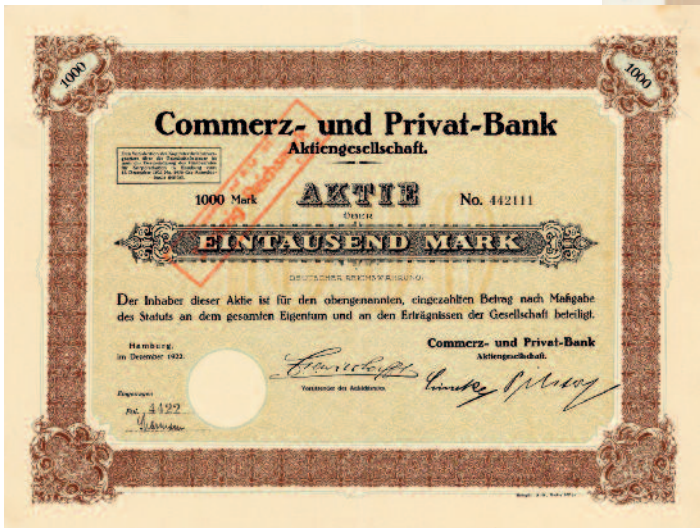 1000
1000
Commerz- und Privat-Bank
Aktiengesellschaft.
1000 Mark
AKTIE
No. 442111
ÜBER
EINTAUSEND MARK
DEUTSCHER REICHSWÄHRUNG.
Der Inhaber dieser Aktie ist für den obengenannten, eingezahlten Betrag nach Maßgabe
des Statuts an dem gesamten Eigentum und an den Erträgnissen der Gesellschaft beteiligt.
Hamburg,
im Dezember 1922.
Commerz- und Privat-Bank
Aktiengesellschaft.
Vorsitzender des Aufsichtsrates.
Eingetragen
Fol. 4422